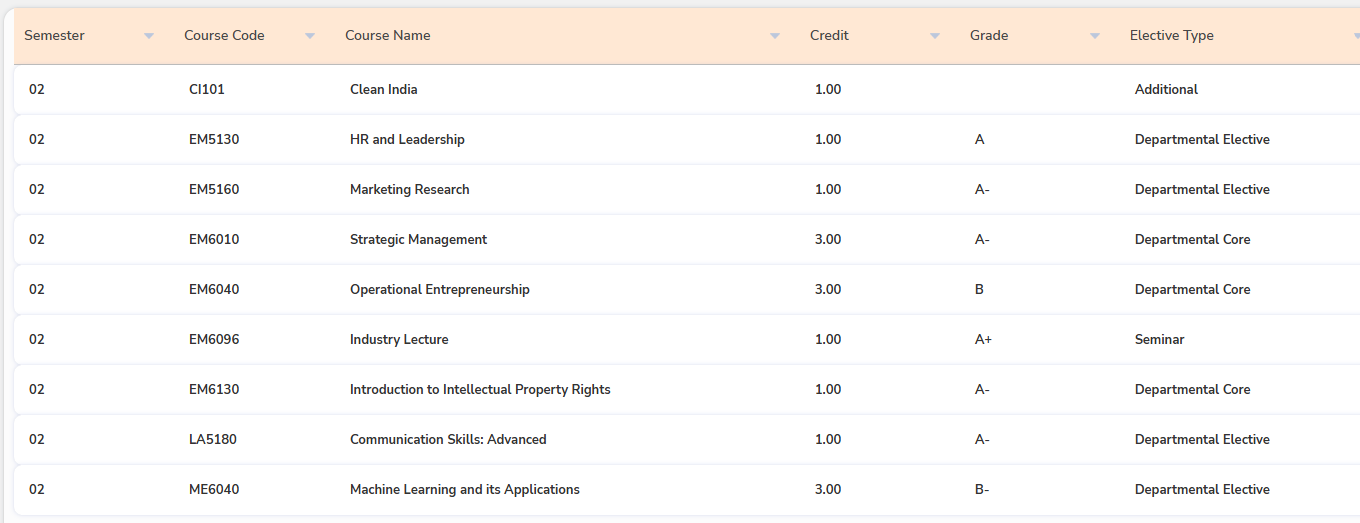 Semester Course Code Course Name Credit Grade Elective Type
02 CI101 Clean India 1.00 Additional
02 EM5130 HR and Leadership 1.00 A Departmental Elective
02 EM5160 Marketing Research 1.00 A- Departmental Elective
02 EM6010 Strategic Management 3.00 A- Departmental Core
02 EM6040 Operational Entrepreneurship 3.00 B Departmental Core
02 EM6096 Industry Lecture 1.00 A+ Seminar
02 EM6130 Introduction to Intellectual Property Rights 1.00 A- Departmental Core
02 LA5180 Communication Skills: Advanced 1.00 A- Departmental Elective
02 ME6040 Machine Learning and its Applications 3.00 B- Departmental Elective